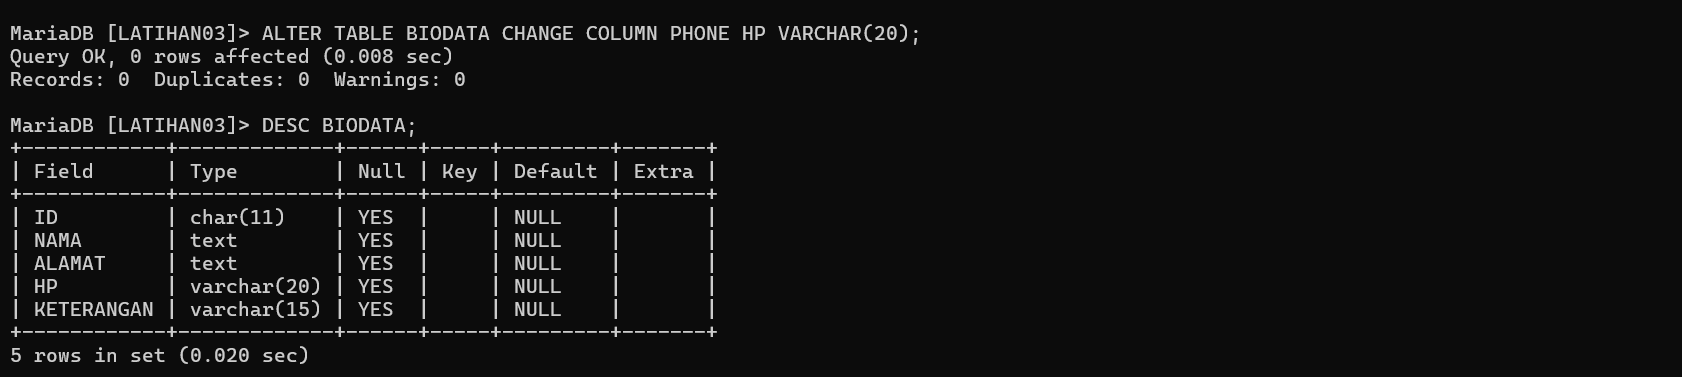 MariaDB [LATIHAN03]> ALTER TABLE BIODATA CHANGE COLUMN PHONE HP VARCHAR(20);
Query OK, 0 rows affected (0.008 sec)
Records: 0  Duplicates: 0  Warnings: 0

MariaDB [LATIHAN03]> DESC BIODATA;
+------------+-------------+------+-----+---------+-------+
| Field      | Type        | Null | Key | Default | Extra |
+------------+-------------+------+-----+---------+-------+
| ID         | char(11)    | YES  |     | NULL    |       |
| NAMA       | text        | YES  |     | NULL    |       |
| ALAMAT     | text        | YES  |     | NULL    |       |
| HP         | varchar(20) | YES  |     | NULL    |       |
| KETERANGAN | varchar(15) | YES  |     | NULL    |       |
+------------+-------------+------+-----+---------+-------+
5 rows in set (0.020 sec)